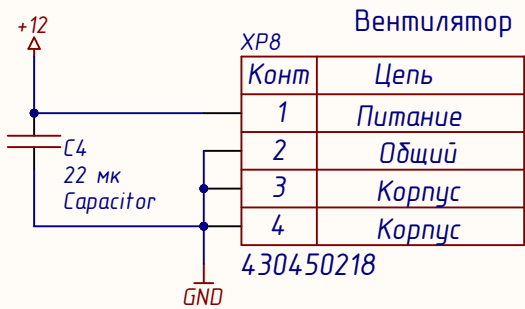 Вентилятор
+12
XP8
Конт Цепь
1 Питание
2 Общий
3 Корпус
4 Корпус
C4
22 мк
Capacitor
430450218
GND